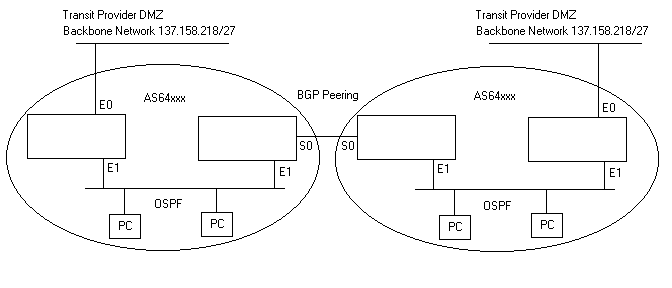 Transit Provider DMZ
Backbone Network 137.158.218/27
Transit Provider DMZ
Backbone Network 137.158.218/27
AS64xxx
BGP Peering
AS64xxx
E0
E0
S0
S0
E1
E1
E1
E1
OSPF
OSPF
PC
PC
PC
PC